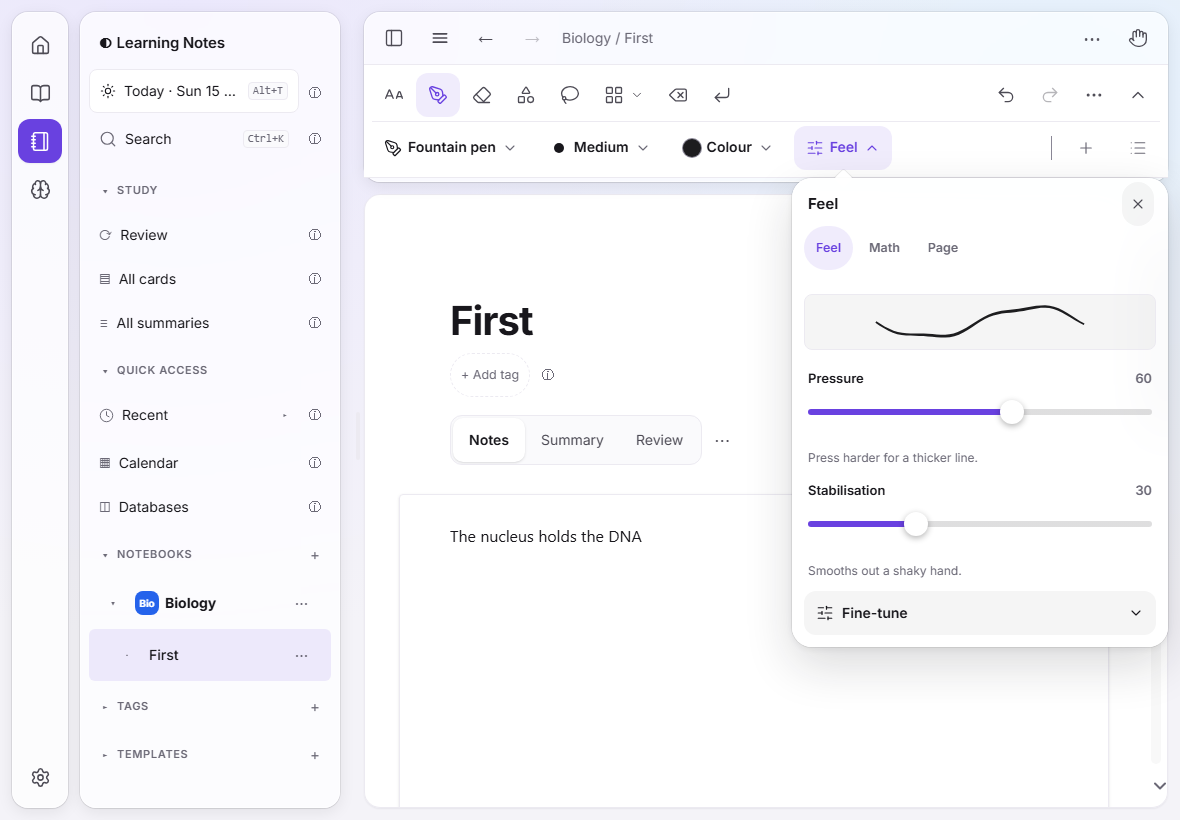 Learning Notes
Today · Sun 15 ... Alt+T
Search Ctrl+K
STUDY
Review
All cards
All summaries
QUICK ACCESS
Recent
Calendar
Databases
NOTEBOOKS
Bio Biology
First
TAGS
TEMPLATES
Biology / First
AA
Fountain pen Medium Colour Feel
First
+ Add tag
Notes Summary Review
The nucleus holds the DNA
Feel
Feel Math Page
Pressure 60
Press harder for a thicker line.
Stabilisation 30
Smooths out a shaky hand.
Fine-tune